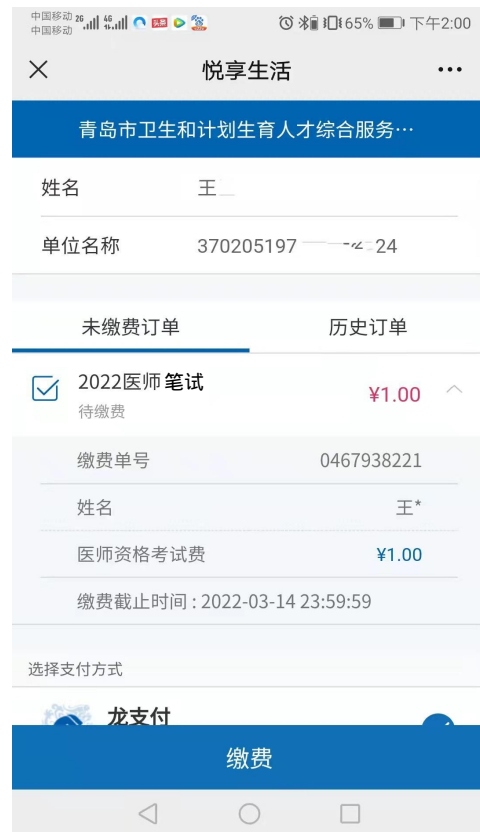 中国移动 26 46 头条 65% 下午2:00
中国移动
悦享生活
青岛市卫生和计划生育人才综合服务…
姓名 王
单位名称 370205197 24
未缴费订单 历史订单
2022医师笔试 ¥1.00
待缴费
缴费单号 0467938221
姓名 王*
医师资格考试费 ¥1.00
缴费截止时间 : 2022-03-14 23:59:59
选择支付方式
龙支付
缴费